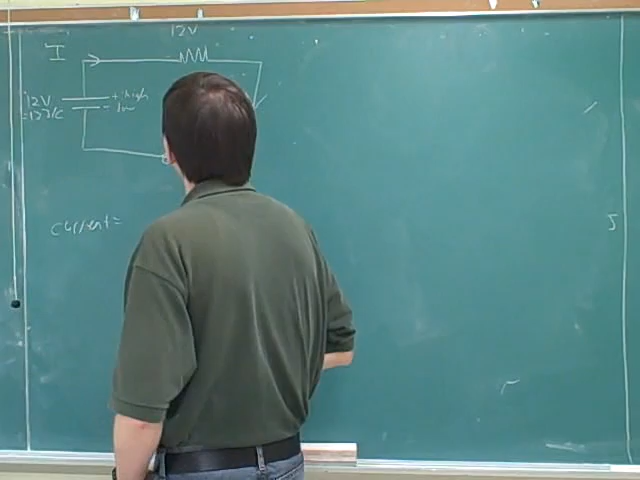 12V
I
12V
=12J/C
+ high
- low
current=
J